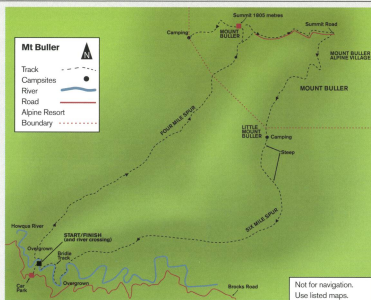 Mt Buller
N
Track
Campsites
River
Road
Alpine Resort
Boundary
Summit 1805 metres
Camping
MOUNT
BULLER
Summit Road
MOUNT BULLER
ALPINE VILLAGE
MOUNT BULLER
FOUR MILE SPUR
LITTLE
MOUNT
BULLER
Camping
Steep
SIX MILE SPUR
Howqua River
START/FINISH
(and river crossing)
Overgrown
Bridle
Track
Car
Park
Overgrown
Brocks Road
Not for navigation.
Use listed maps.